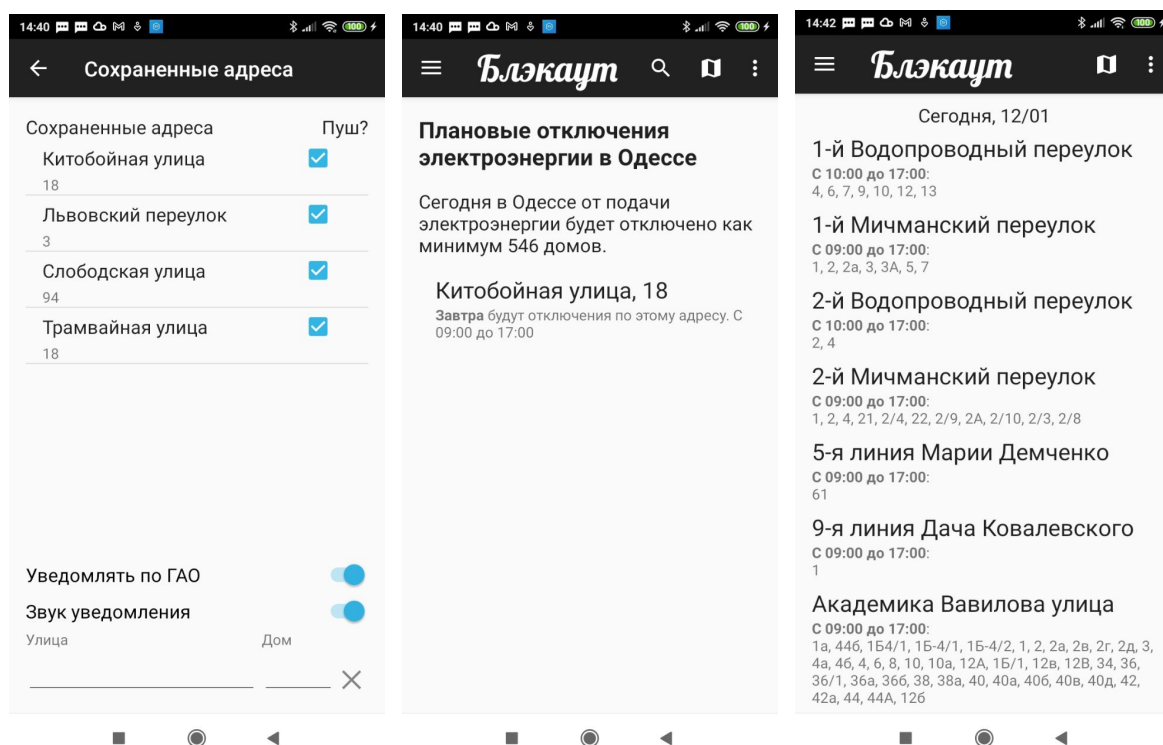 14:40
100
Сохраненные адреса
Сохраненные адреса Пуш?
Китобойная улица
18
Львовский переулок
3
Слободская улица
94
Трамвайная улица
18
Уведомлять по ГАО
Звук уведомления
Улица Дом
14:40
100
Блэкаут
Плановые отключения
электроэнергии в Одессе
Сегодня в Одессе от подачи
электроэнергии будет отключено как
минимум 546 домов.
Китобойная улица, 18
Завтра будут отключения по этому адресу. С
09:00 до 17:00
14:42
100
Блэкаут
Сегодня, 12/01
1-й Водопроводный переулок
С 10:00 до 17:00:
4, 6, 7, 9, 10, 12, 13
1-й Мичманский переулок
С 09:00 до 17:00:
1, 2, 2а, 3, 3А, 5, 7
2-й Водопроводный переулок
С 10:00 до 17:00:
2, 4
2-й Мичманский переулок
С 09:00 до 17:00:
1, 2, 4, 21, 2/4, 22, 2/9, 2А, 2/10, 2/3, 2/8
5-я линия Марии Демченко
С 09:00 до 17:00:
61
9-я линия Дача Ковалевского
С 09:00 до 17:00:
1
Академика Вавилова улица
С 09:00 до 17:00:
1а, 44б, 1Б4/1, 1Б-4/1, 1Б-4/2, 1, 2, 2а, 2в, 2г, 2д, 3,
4а, 4б, 4, 6, 8, 10, 10а, 12А, 1Б/1, 12в, 12В, 34, 36,
36/1, 36а, 36б, 38, 38а, 40, 40а, 40б, 40в, 40д, 42,
42а, 44, 44А, 12б